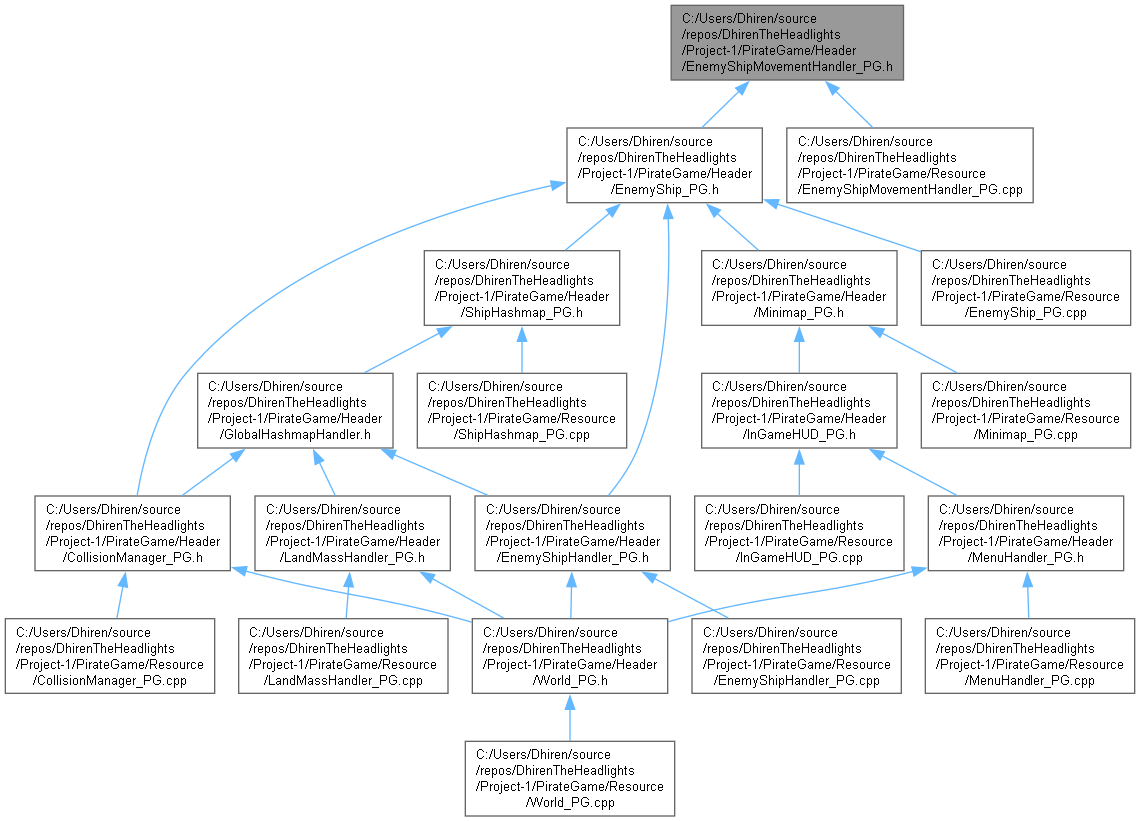 C:/Users/Dhiren/source
/repos/DhirenTheHeadlights
/Project-1/PirateGame/Header
/EnemyShipMovementHandler_PG.h
C:/Users/Dhiren/source
/repos/DhirenTheHeadlights
/Project-1/PirateGame/Header
/EnemyShip_PG.h
C:/Users/Dhiren/source
/repos/DhirenTheHeadlights
/Project-1/PirateGame/Resource
/EnemyShipMovementHandler_PG.cpp
C:/Users/Dhiren/source
/repos/DhirenTheHeadlights
/Project-1/PirateGame/Header
/ShipHashmap_PG.h
C:/Users/Dhiren/source
/repos/DhirenTheHeadlights
/Project-1/PirateGame/Header
/Minimap_PG.h
C:/Users/Dhiren/source
/repos/DhirenTheHeadlights
/Project-1/PirateGame/Resource
/EnemyShip_PG.cpp
C:/Users/Dhiren/source
/repos/DhirenTheHeadlights
/Project-1/PirateGame/Header
/GlobalHashmapHandler.h
C:/Users/Dhiren/source
/repos/DhirenTheHeadlights
/Project-1/PirateGame/Resource
/ShipHashmap_PG.cpp
C:/Users/Dhiren/source
/repos/DhirenTheHeadlights
/Project-1/PirateGame/Header
/InGameHUD_PG.h
C:/Users/Dhiren/source
/repos/DhirenTheHeadlights
/Project-1/PirateGame/Resource
/Minimap_PG.cpp
C:/Users/Dhiren/source
/repos/DhirenTheHeadlights
/Project-1/PirateGame/Header
/CollisionManager_PG.h
C:/Users/Dhiren/source
/repos/DhirenTheHeadlights
/Project-1/PirateGame/Header
/LandMassHandler_PG.h
C:/Users/Dhiren/source
/repos/DhirenTheHeadlights
/Project-1/PirateGame/Header
/EnemyShipHandler_PG.h
C:/Users/Dhiren/source
/repos/DhirenTheHeadlights
/Project-1/PirateGame/Resource
/InGameHUD_PG.cpp
C:/Users/Dhiren/source
/repos/DhirenTheHeadlights
/Project-1/PirateGame/Header
/MenuHandler_PG.h
C:/Users/Dhiren/source
/repos/DhirenTheHeadlights
/Project-1/PirateGame/Resource
/CollisionManager_PG.cpp
C:/Users/Dhiren/source
/repos/DhirenTheHeadlights
/Project-1/PirateGame/Resource
/LandMassHandler_PG.cpp
C:/Users/Dhiren/source
/repos/DhirenTheHeadlights
/Project-1/PirateGame/Header
/World_PG.h
C:/Users/Dhiren/source
/repos/DhirenTheHeadlights
/Project-1/PirateGame/Resource
/EnemyShipHandler_PG.cpp
C:/Users/Dhiren/source
/repos/DhirenTheHeadlights
/Project-1/PirateGame/Resource
/MenuHandler_PG.cpp
C:/Users/Dhiren/source
/repos/DhirenTheHeadlights
/Project-1/PirateGame/Resource
/World_PG.cpp